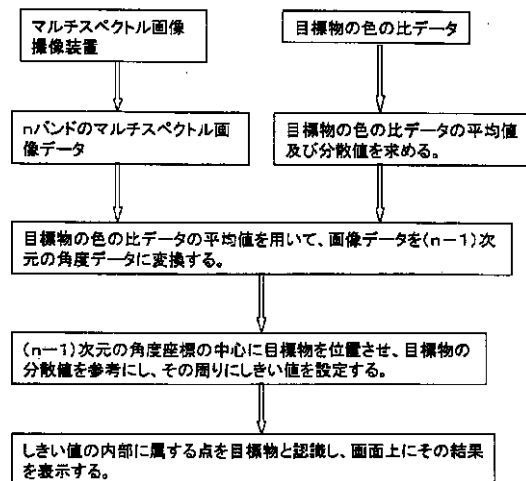 マルチスペクトル画像
撮像装置
目標物の色の比データ
nバンドのマルチスペクトル画
像データ
目標物の色の比データの平均値
及び分散値を求める。
目標物の色の比データの平均値を用いて、画像データを(n-1)次
元の角度データに変換する。
(n-1)次元の角度座標の中心に目標物を位置させ、目標物の
分散値を参考にし、その周りにしきい値を設定する。
しきい値の内部に属する点を目標物と認識し、画面上にその結果
を表示する。